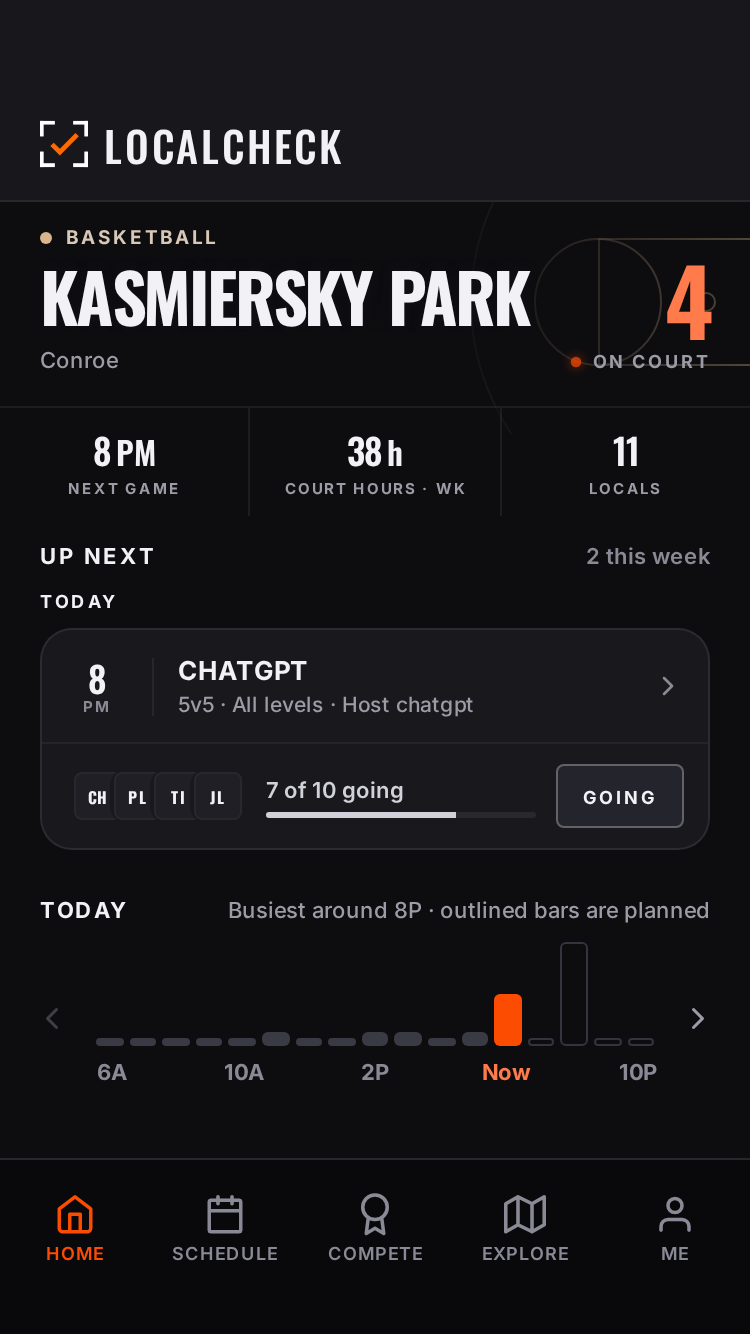 LOCALCHECK
BASKETBALL
KASMIERSKY PARK
4
Conroe
ON COURT
8 PM
38 h
11
NEXT GAME
COURT HOURS · WK
LOCALS
UP NEXT
2 this week
TODAY
8
PM
CHATGPT
5v5 · All levels · Host chatgpt
CH PL TI JL
7 of 10 going
GOING
TODAY
Busiest around 8P · outlined bars are planned
6A 10A 2P Now 10P
HOME SCHEDULE COMPETE EXPLORE ME